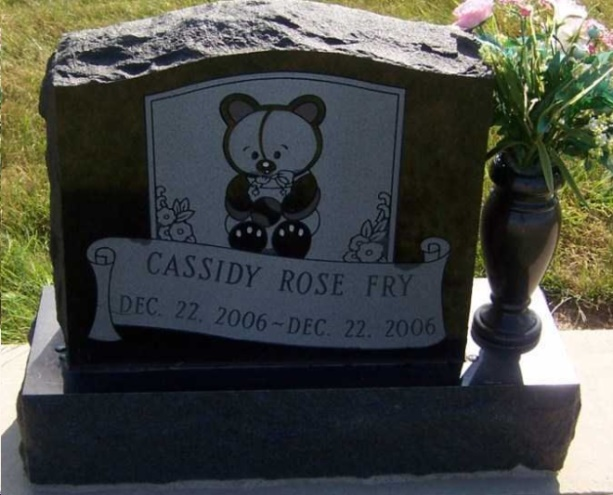 CASSIDY ROSE FRY
DEC. 22, 2006~DEC. 22, 2006